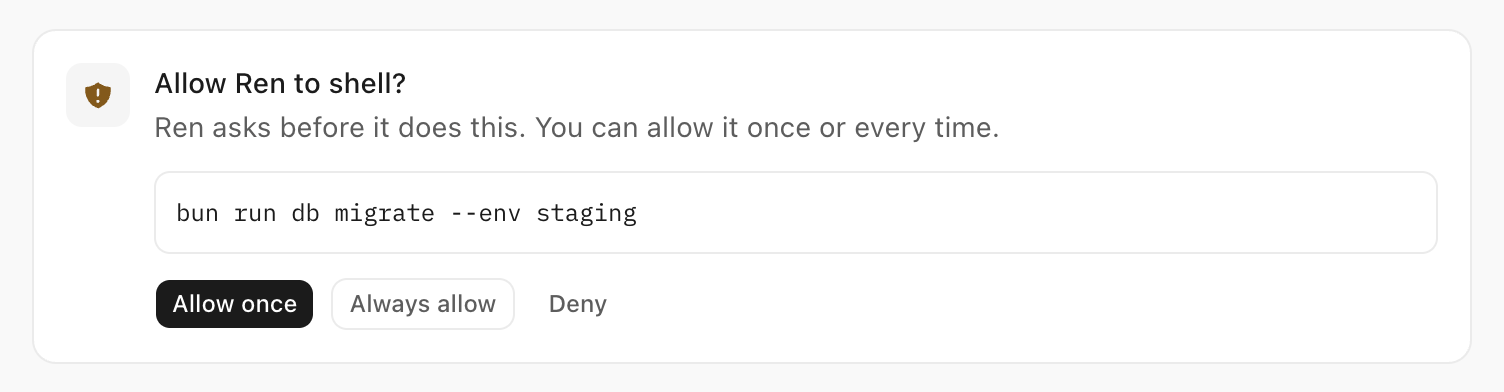 Allow Ren to shell?
Ren asks before it does this. You can allow it once or every time.
bun run db migrate --env staging
Allow once
Always allow
Deny